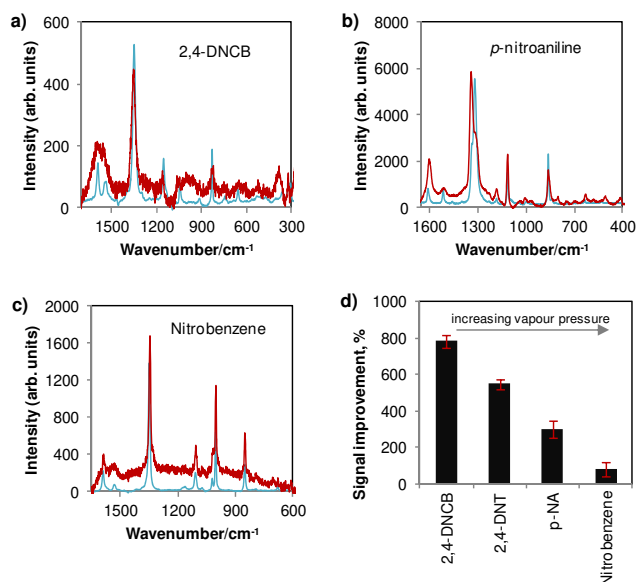 a)
2,4-DNCB
Intensity (arb. units)
600
400
200
0
1500 1200 900 600 300
Wavenumber/cm-1
b)
p-nitroaniline
Intensity (arb. units)
8000
6000
4000
2000
0
1600 1300 1000 700 400
Wavenumber/cm-1
c)
Nitrobenzene
Intensity (arb. units)
2000
1600
1200
800
400
0
1500 1200 900 600
Wavenumber/cm-1
d)
increasing vapour pressure
Signal improvement, %
1000
800
600
400
200
0
2,4-DNCB
2,4-DNT
p-NA
Nitrobenzene